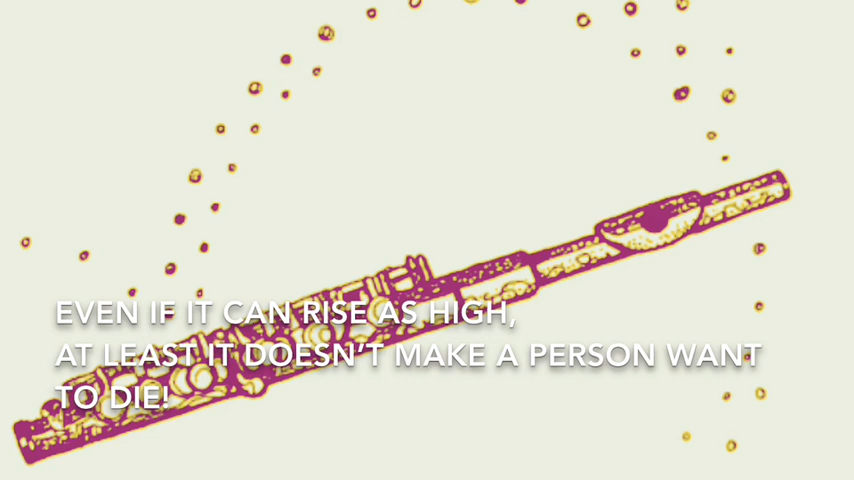 EVEN IF IT CAN RISE AS HIGH,
AT LEAST IT DOESN'T MAKE A PERSON WANT
TO DIE!